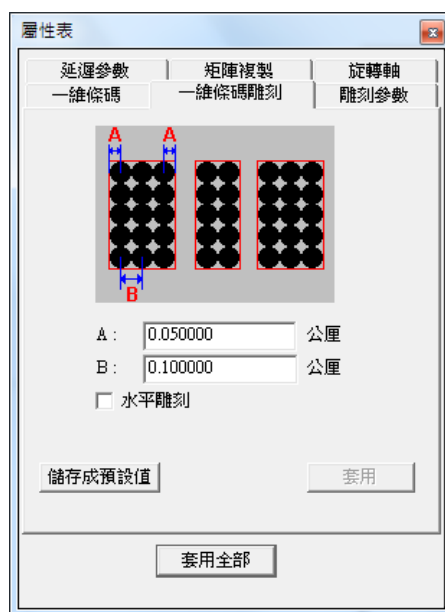 屬性表
延遲參數 矩陣複製 旋轉軸
一維條碼 一維條碼雕刻 雕刻參數
A A
B
A: 0.050000 公厘
B: 0.100000 公厘
水平雕刻
儲存成預設值 套用
套用全部